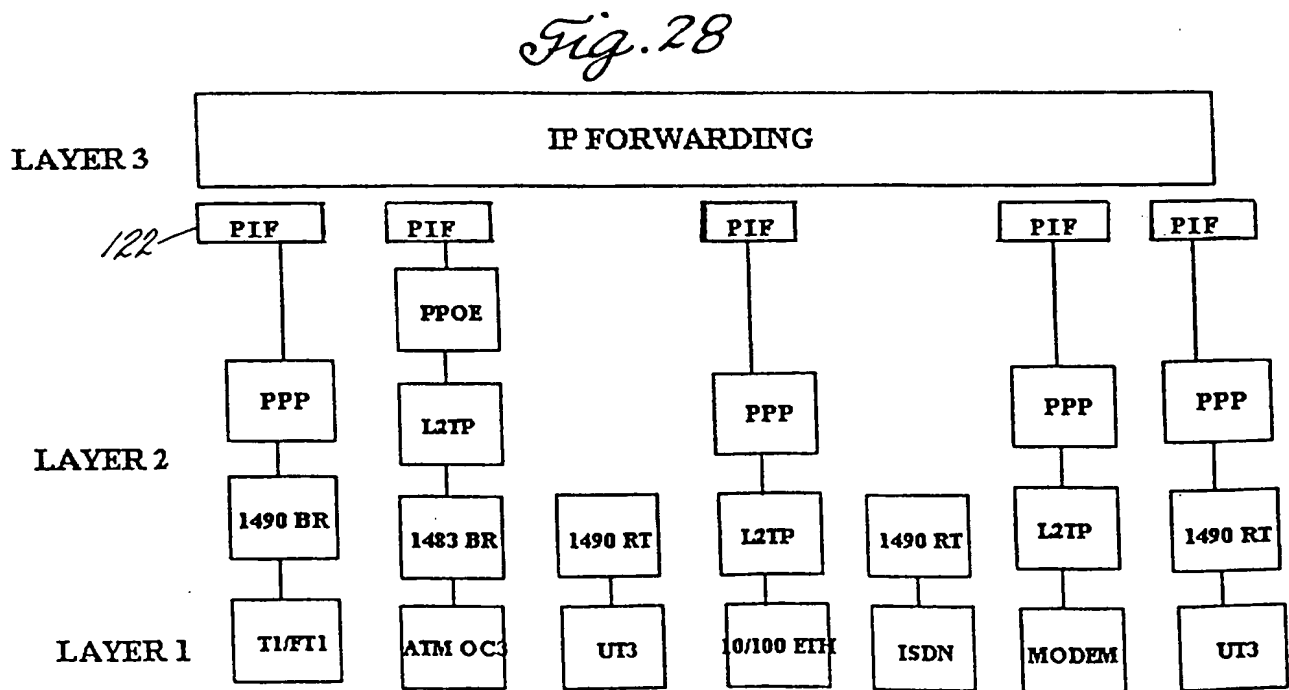 Fig. 28
IP FORWARDING
LAYER 3
122
PIF PIF PIF PIF PIF
PPOE
PPP L2TP PPP PPP PPP
LAYER 2
1490 BR 1483 BR 1490 RT L2TP 1490 RT L2TP 1490 RT
LAYER 1
T1/FT1 ATM OC3 UT3 10/100 ETH ISDN MODEM UT3